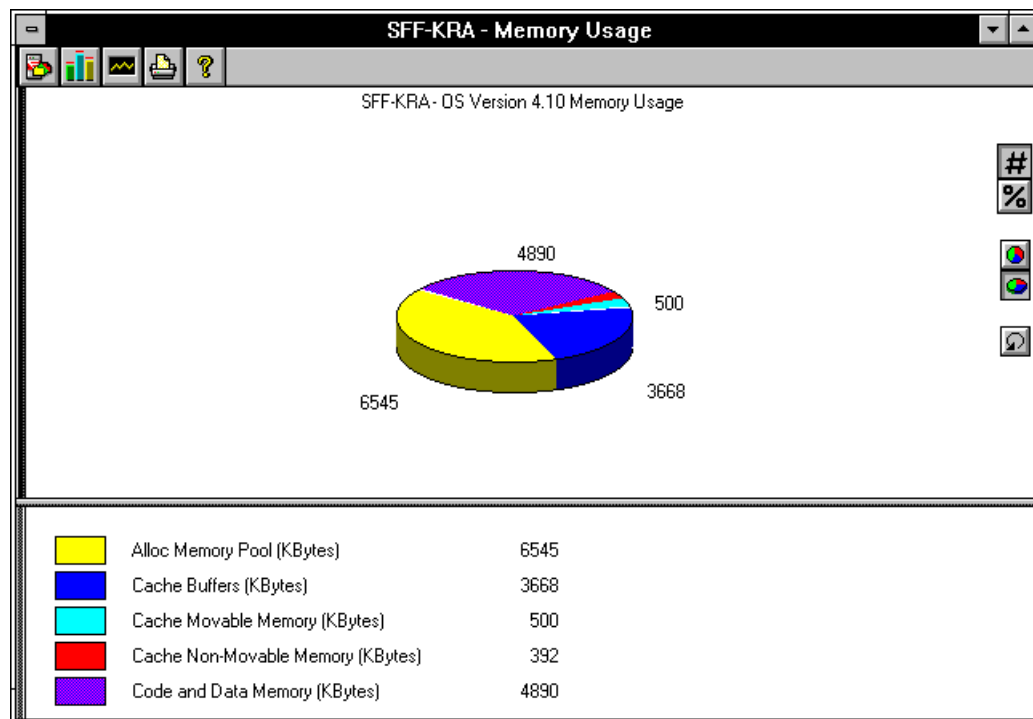 SFF-KRA - Memory Usage
SFF-KRA- OS Version 4.10 Memory Usage
#
%
4890
500
3668
6545
Alloc Memory Pool (KBytes) 6545
Cache Buffers (KBytes) 3668
Cache Movable Memory (KBytes) 500
Cache Non-Movable Memory (KBytes) 392
Code and Data Memory (KBytes) 4890